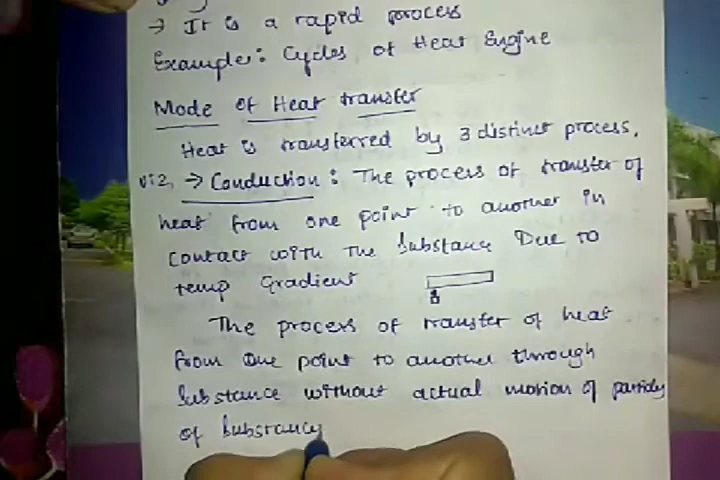 → It is a rapid process
Example: Cycles of Heat Engine
Mode of Heat transfer
Heat is transferred by 3 distinct process.
viz, → Conduction: The process of transfer of
heat from one point to another in
contact with the substance Due to
temp Gradient
The process of transfer of heat
from one point to another through
substance without actual motion of particles
of substance